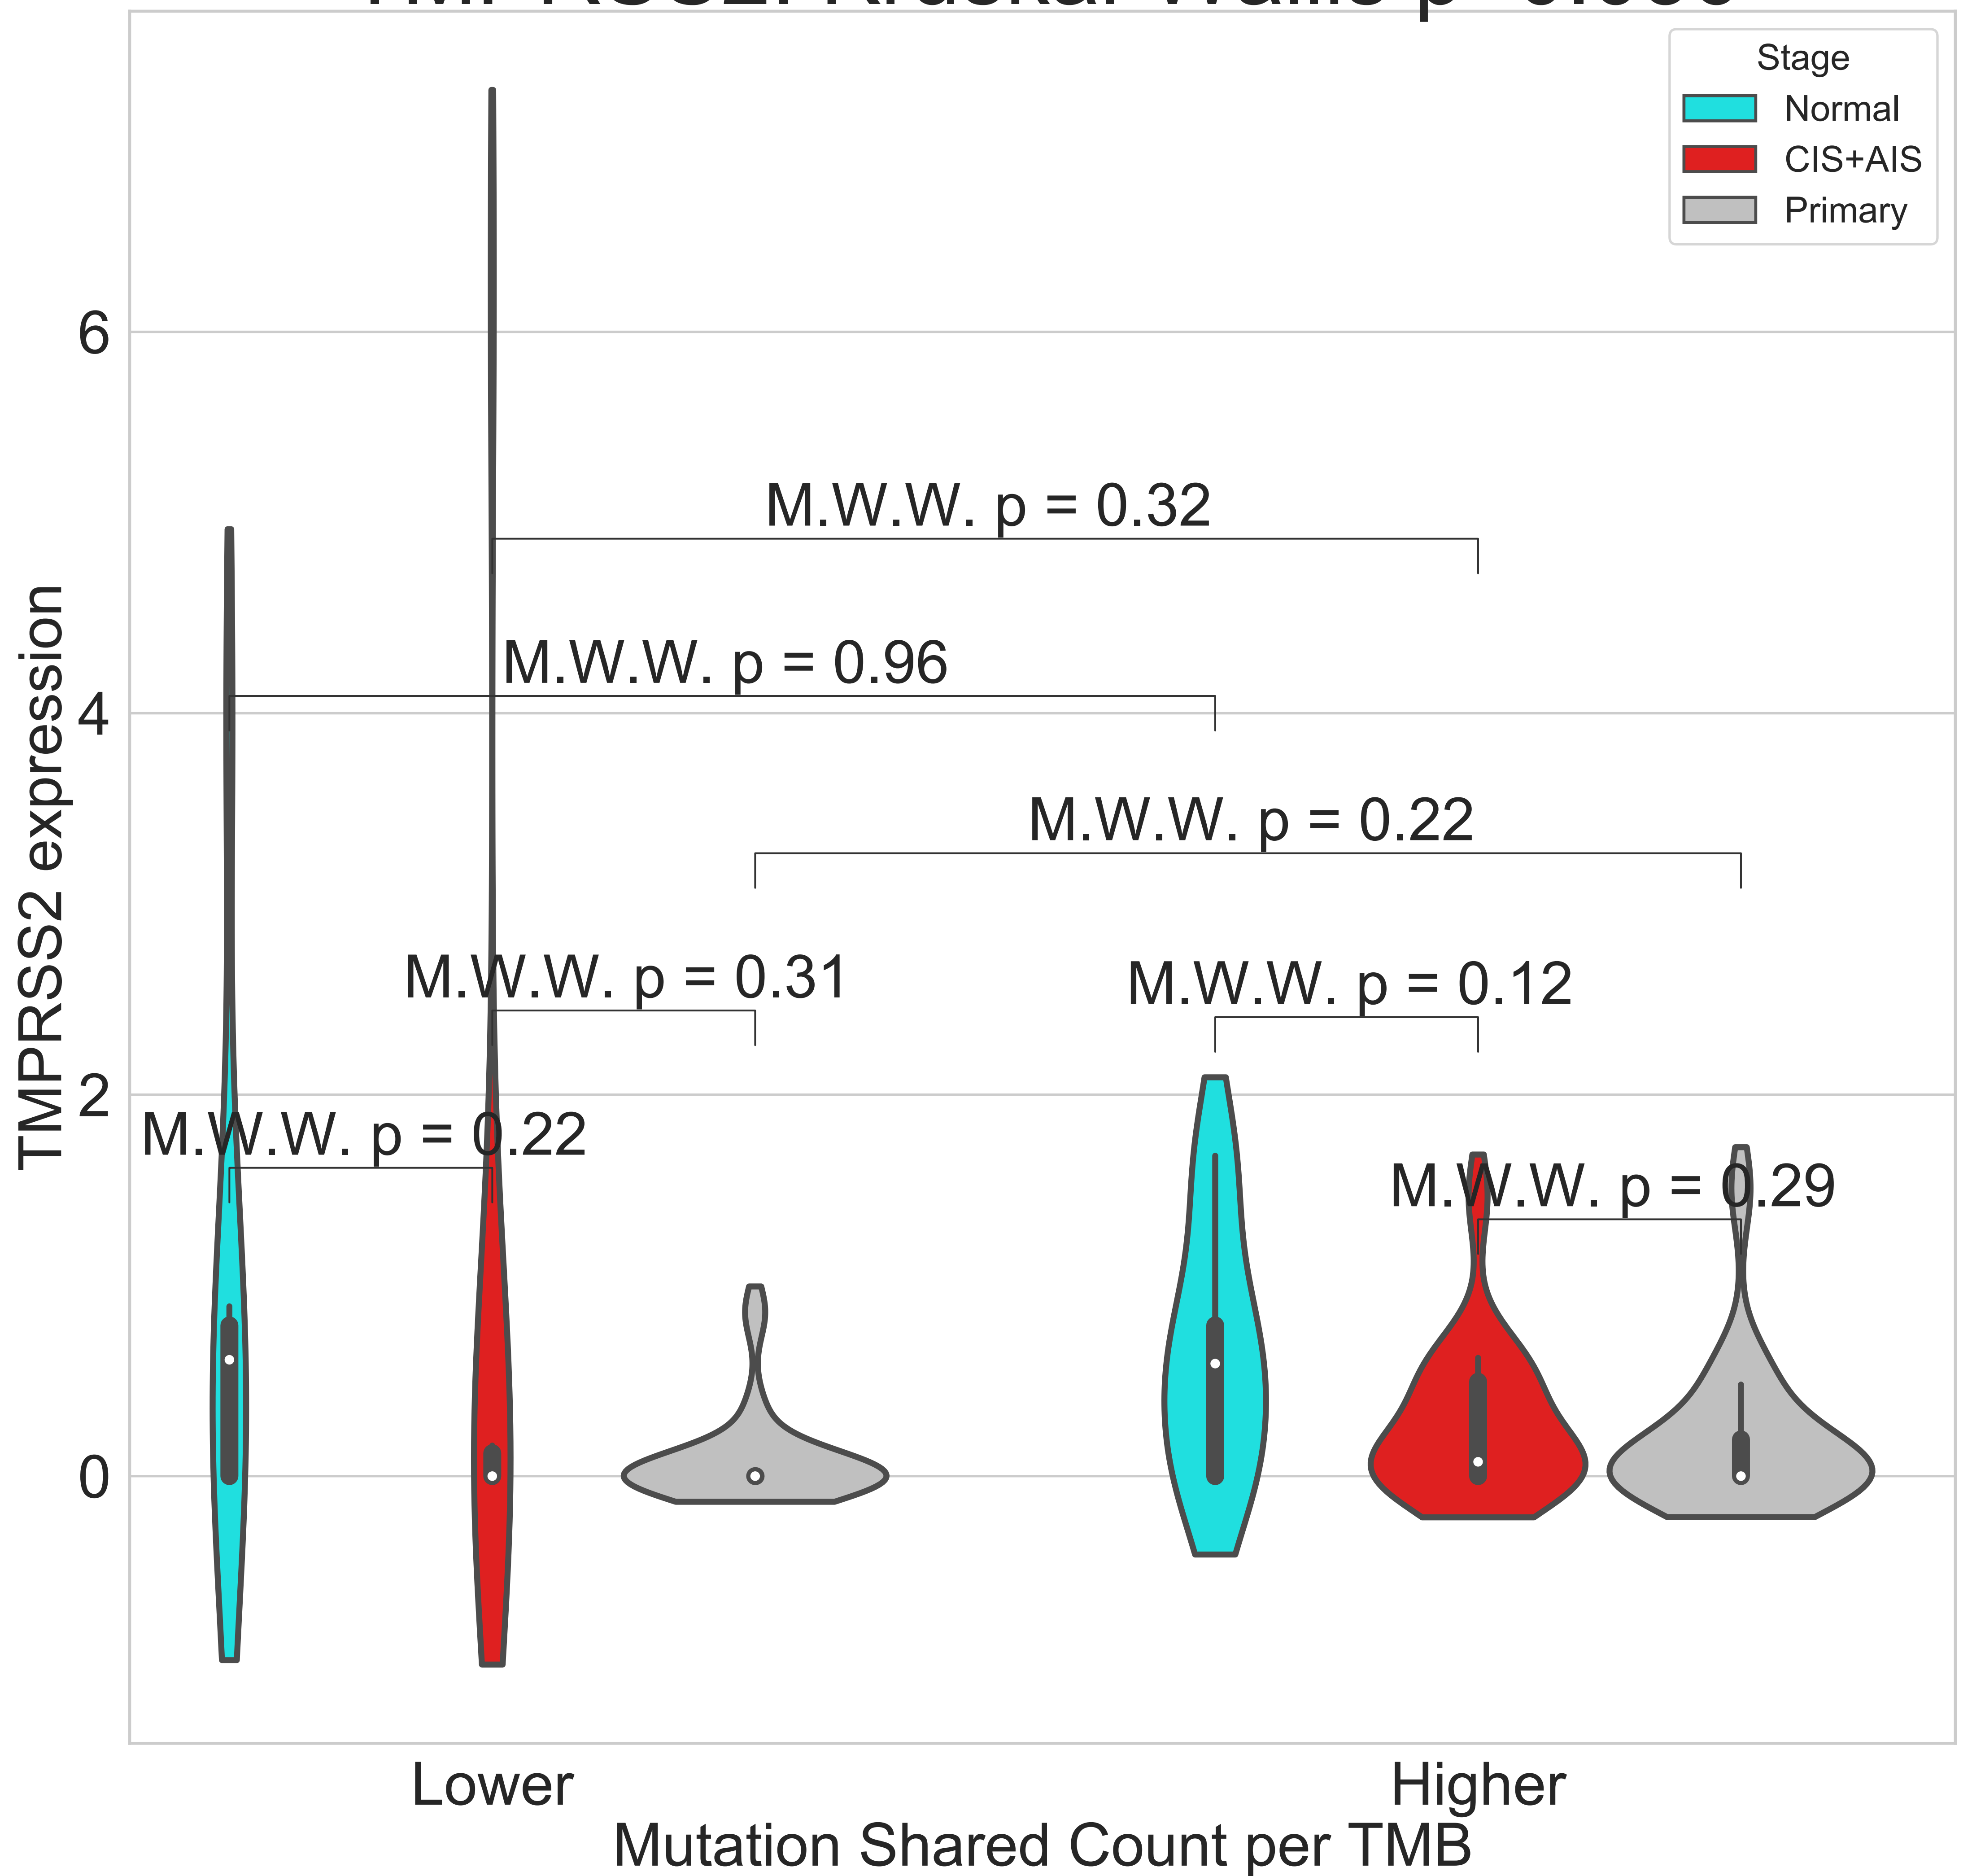 Stage
Normal
CIS+AIS
Primary
6
M.W.W. p = 0.32
M.W.W. p = 0.96
4
M.W.W. p = 0.22
M.W.W. p = 0.31
M.W.W. p = 0.12
2
M.W.W. p = 0.22
M.W.W. p = 0.29
0
TMPRSS2 expression
Lower
Higher
Mutation Shared Count per TMB